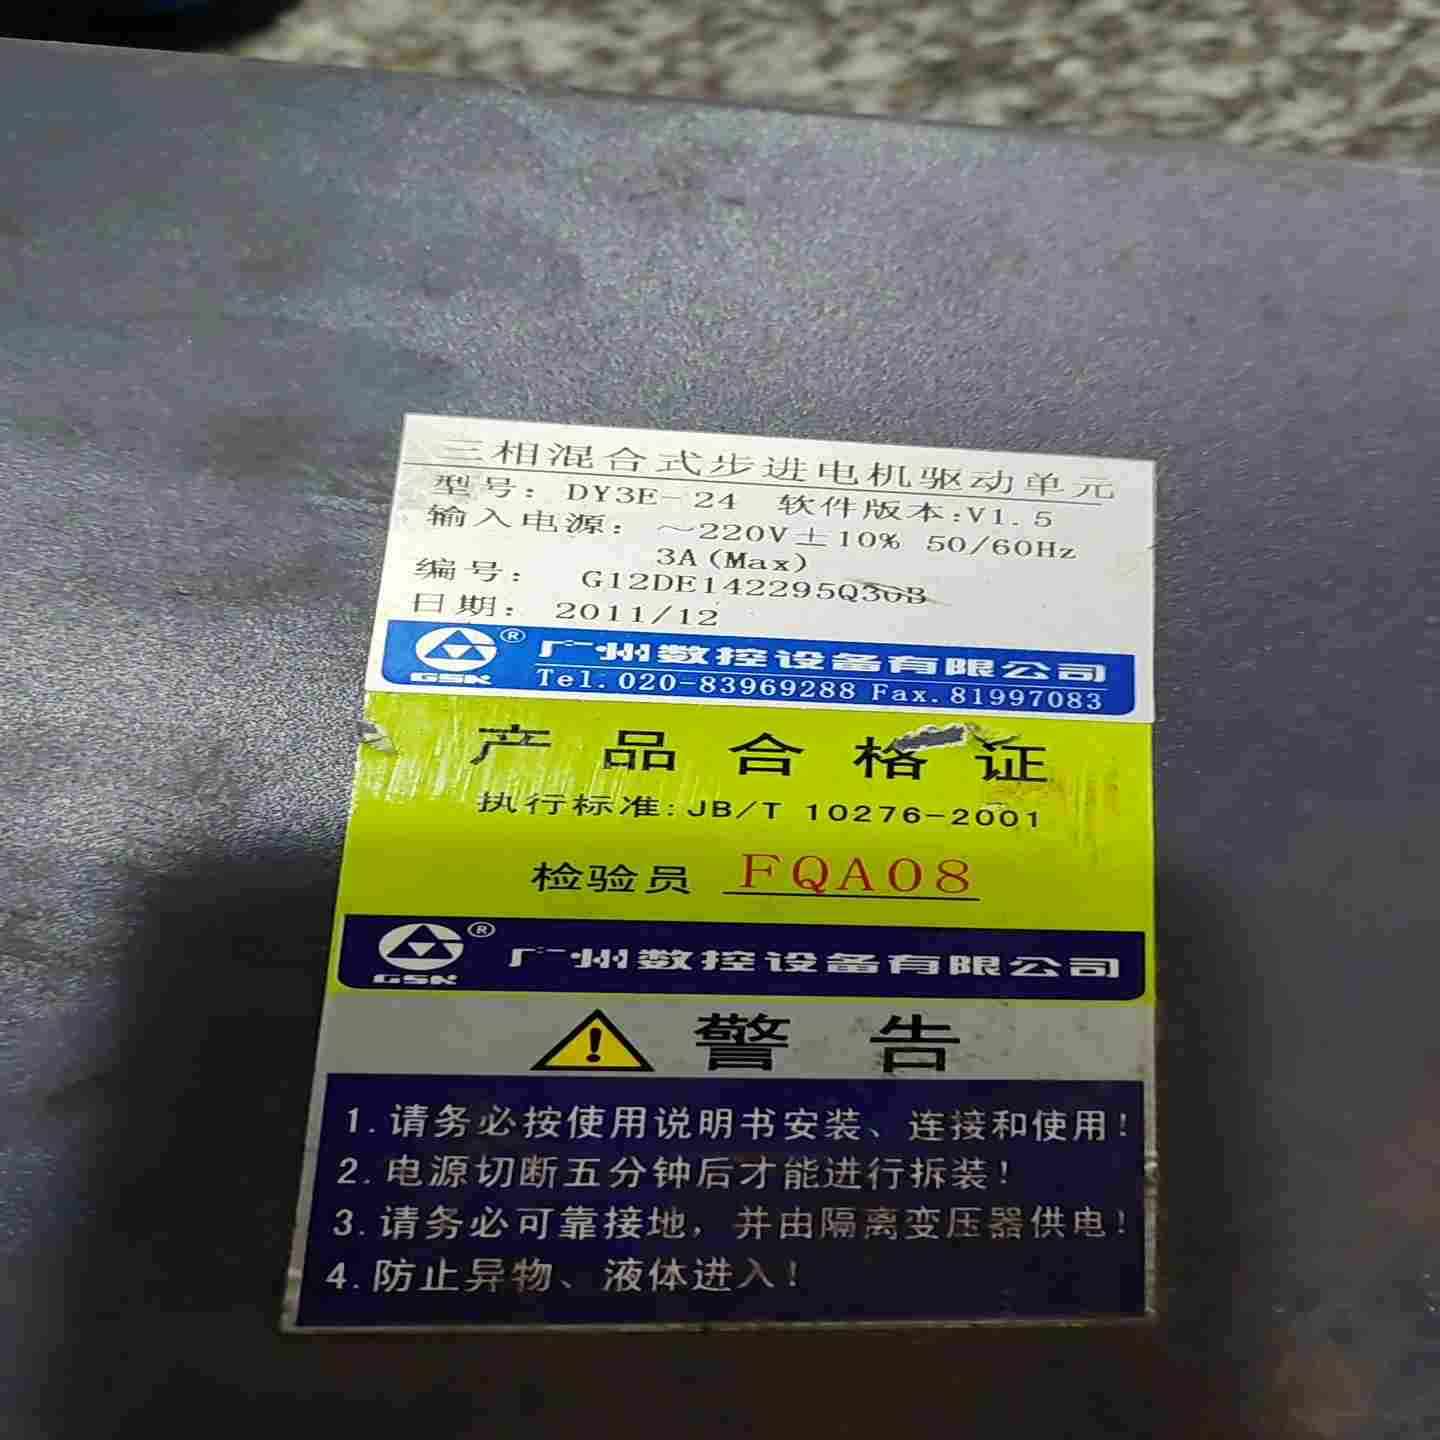 三相混合式步进电机驱动单元
型号: DY3E-24 软件版本:V1.5
输入电源: ～220V±10% 50/60Hz
3A(Max)
编号: G12DE142295Q30B
日期: 2011/12
GSK ® 广州数控设备有限公司
Tel.020-83969288 Fax.81997083
产品合格证
执行标准:JB/T 10276-2001
检验员 FQA08
GSK ® 广州数控设备有限公司
警告
1.请务必按使用说明书安装、连接和使用!
2.电源切断五分钟后才能进行拆装!
3.请务必可靠接地,并由隔离变压器供电!
4.防止异物、液体进入!